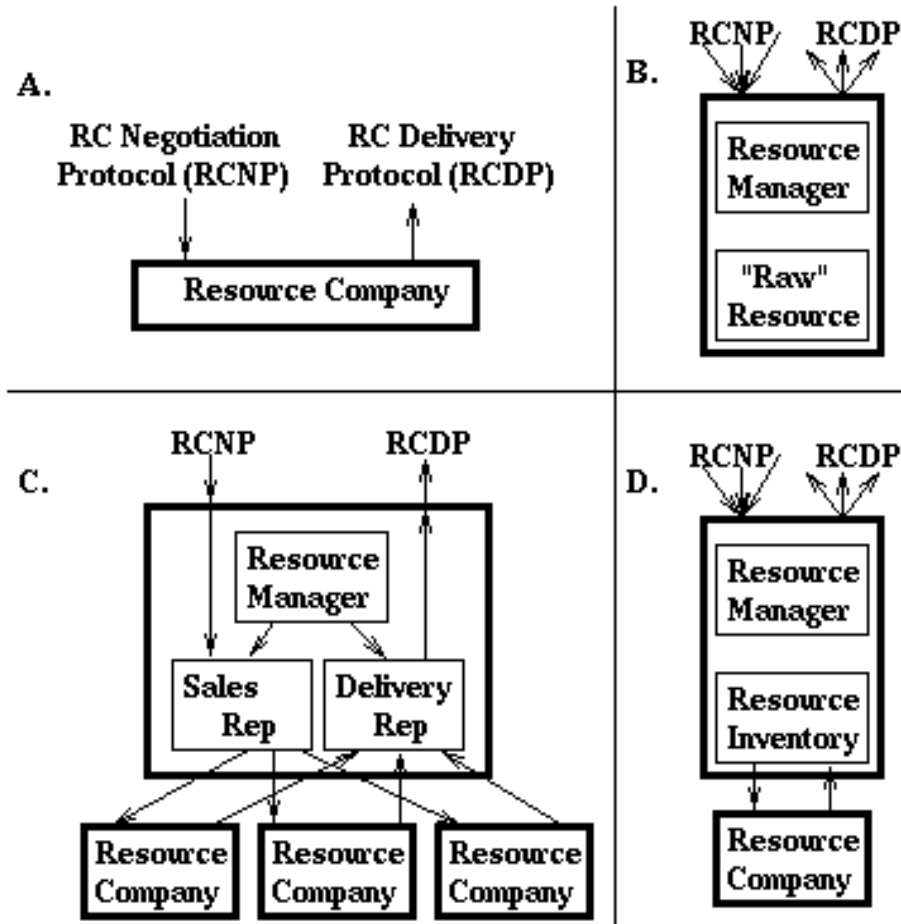 A.
RC Negotiation
Protocol (RCNP)
RC Delivery
Protocol (RCDP)
Resource Company
B.
RCNP
RCDP
Resource
Manager
"Raw"
Resource
C.
RCNP
RCDP
Resource
Manager
Sales
Rep
Delivery
Rep
Resource
Company
Resource
Company
Resource
Company
D.
RCNP
RCDP
Resource
Manager
Resource
Inventory
Resource
Company